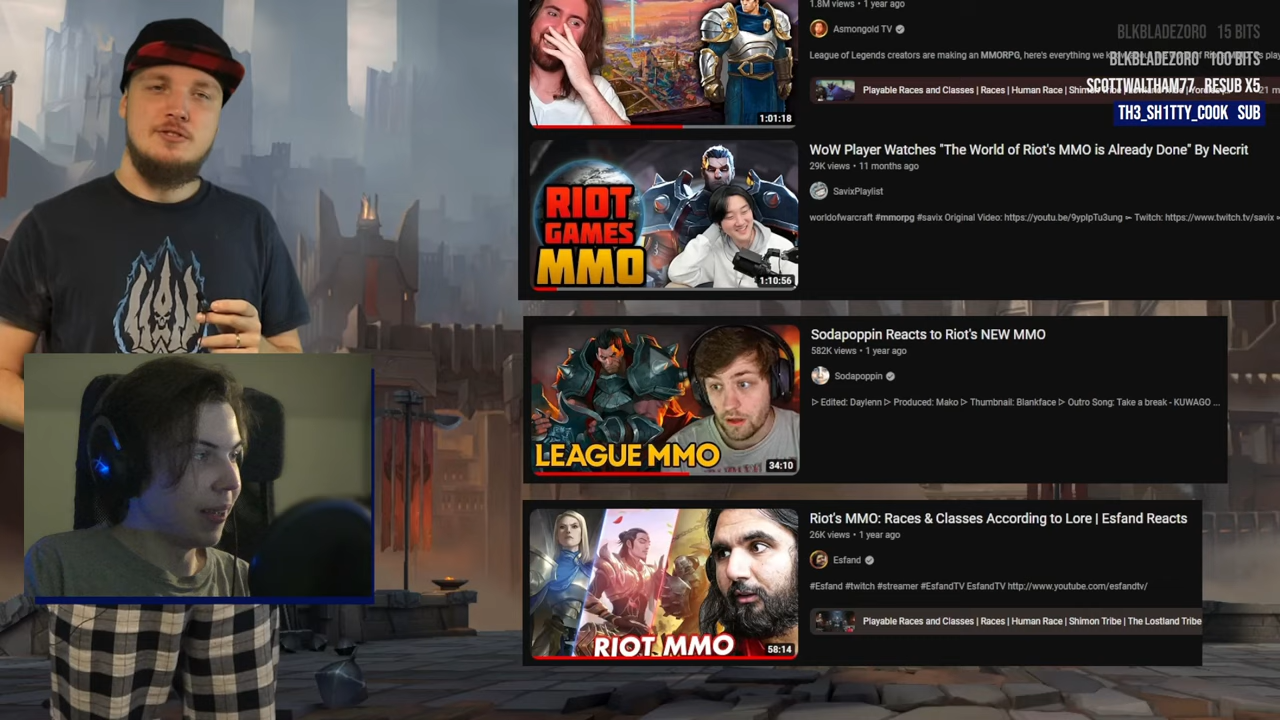 1.8M views • 1 year ago
Asmongold TV
League of Legends creators are making an MMORPG, here's everything we
Playable Races and Classes | Races | Human Race |
1:01:18
BLKBLADEZORO 15 BITS
BLKBLADEZORO 100 BITS
SCOTTWALTHAM77 RESUB X5
TH3_SH1TTY_COOK SUB
RIOT
GAMES
MMO
1:10:56
WoW Player Watches "The World of Riot's MMO is Already Done" By Necrit
29K views • 11 months ago
SavixPlaylist
worldofwarcraft #mmorpg #savix Original Video: https://youtu.be/9yplpTu3ung ➳ Twitch: https://www.twitch.tv/savix
LEAGUE MMO
34:10
Sodapoppin Reacts to Riot's NEW MMO
582K views • 1 year ago
Sodapoppin
▷ Edited: Daylenn ▷ Produced: Mako ▷ Thumbnail: Blankface ▷ Outro Song: Take a break - KUWAGO ...
RIOT MMO
58:14
Riot's MMO: Races & Classes According to Lore | Esfand Reacts
26K views • 1 year ago
Esfand
#Esfand #twitch #streamer #EsfandTV EsfandTV http://www.youtube.com/esfandtv/
Playable Races and Classes | Races | Human Race | Shimon Tribe | The Lostland Tribe